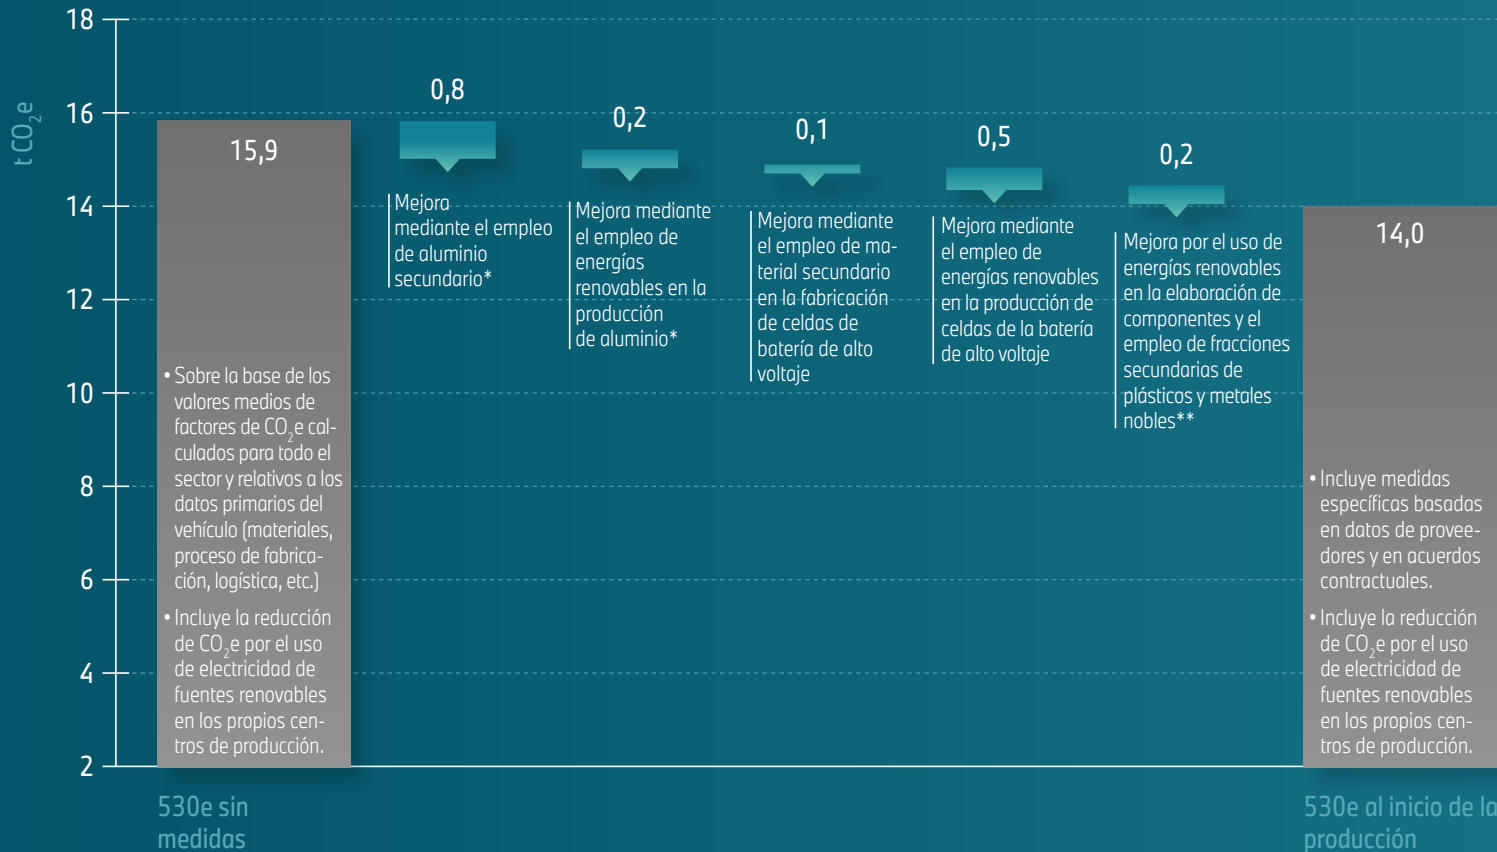 t CO₂e
18
16
14
12
10
8
6
4
2
15,9
• Sobre la base de los
valores medios de
factores de CO₂e cal-
culados para todo el
sector y relativos a los
datos primarios del
vehículo (materiales,
proceso de fabrica-
ción, logística, etc.)
• Incluye la reducción
de CO₂e por el uso
de electricidad de
fuentes renovables
en los propios cen-
tros de producción.
530e sin
medidas
0,8
Mejora
mediante el empleo
de aluminio
secundario*
0,2
Mejora mediante
el empleo de
energías
renovables en la
producción
de aluminio*
0,1
Mejora mediante
el empleo de ma-
terial secundario
en la fabricación
de celdas de
batería de alto
voltaje
0,5
Mejora mediante
el empleo de
energías renovables
en la producción de
celdas de la batería
de alto voltaje
0,2
Mejora por el uso de
energías renovables
en la elaboración de
componentes y el
empleo de fracciones
secundarias de
plásticos y metales
nobles**
14,0
• Incluye medidas
específicas basadas
en datos de provee-
dores y en acuerdos
contractuales.
• Incluye la reducción
de CO₂e por el uso
de electricidad de
fuentes renovables
en los propios cen-
tros de producción.
530e al inicio de la
producción